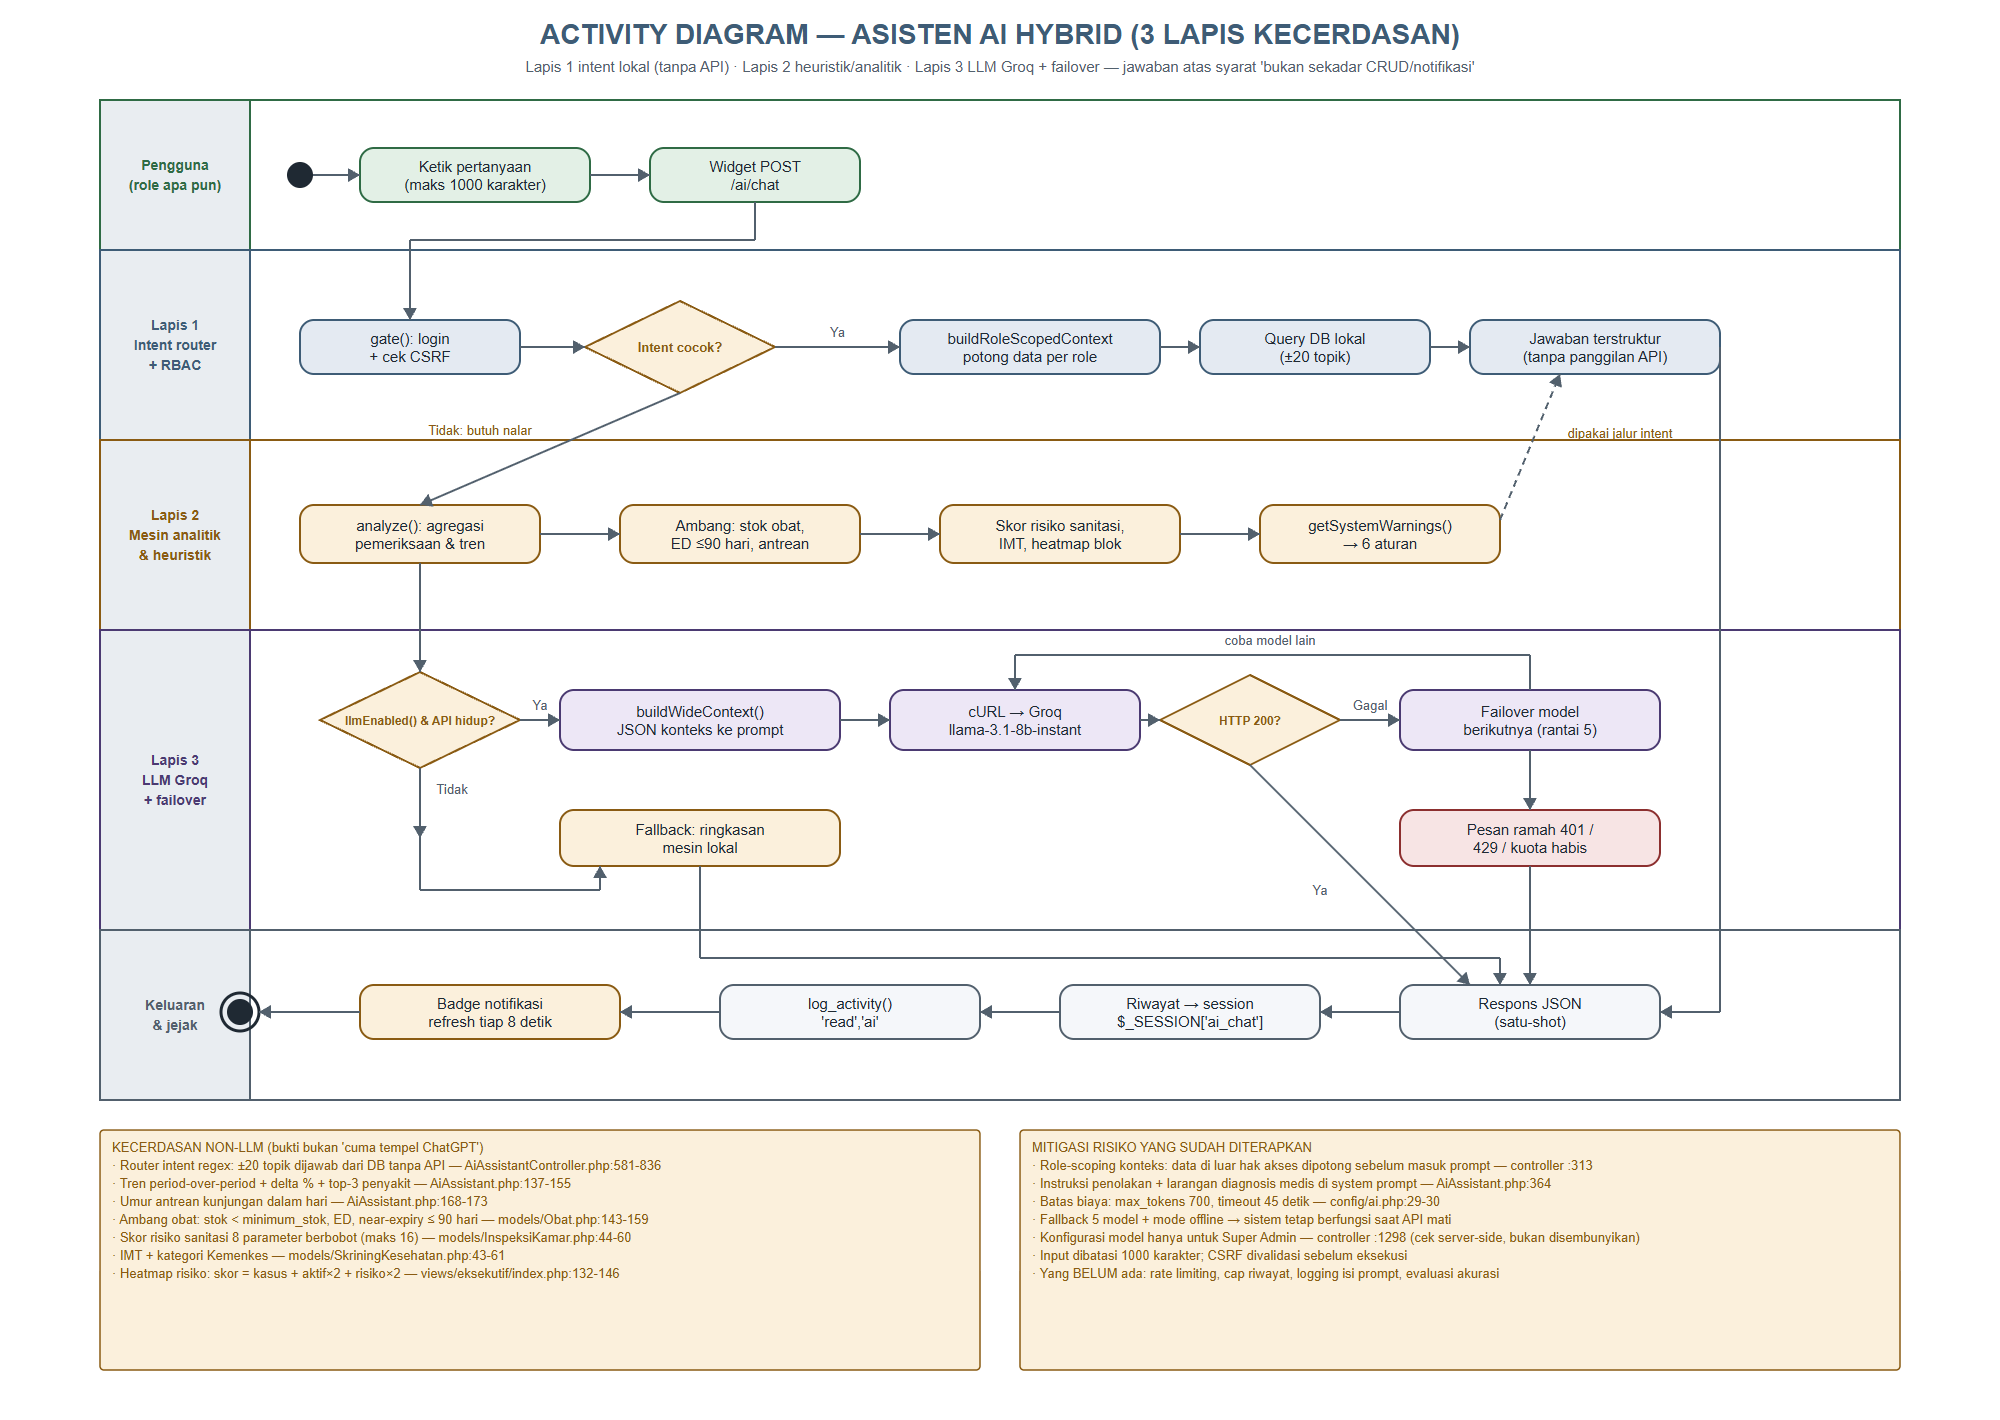 ACTIVITY DIAGRAM — ASISTEN AI HYBRID (3 LAPIS KECERDASAN)
Lapis 1 intent lokal (tanpa API) · Lapis 2 heuristik/analitik · Lapis 3 LLM Groq + failover — jawaban atas syarat 'bukan sekadar CRUD/notifikasi'
Pengguna
(role apa pun)
Ketik pertanyaan
(maks 1000 karakter)
Widget POST
/ai/chat
Lapis 1
Intent router
+ RBAC
gate(): login
+ cek CSRF
Intent cocok?
Ya
buildRoleScopedContext
potong data per role
Query DB lokal
(±20 topik)
Jawaban terstruktur
(tanpa panggilan API)
Tidak: butuh nalar
dipakai jalur intent
Lapis 2
Mesin analitik
& heuristik
analyze(): agregasi
pemeriksaan & tren
Ambang: stok obat,
ED ≤90 hari, antrean
Skor risiko sanitasi,
IMT, heatmap blok
getSystemWarnings()
→ 6 aturan
coba model lain
Lapis 3
LLM Groq
+ failover
llmEnabled() & API hidup?
Ya
buildWideContext()
JSON konteks ke prompt
cURL → Groq
llama-3.1-8b-instant
HTTP 200?
Gagal
Failover model
berikutnya (rantai 5)
Tidak
Fallback: ringkasan
mesin lokal
Pesan ramah 401 /
429 / kuota habis
Ya
Keluaran
& jejak
Badge notifikasi
refresh tiap 8 detik
log_activity()
'read','ai'
Riwayat → session
$_SESSION['ai_chat']
Respons JSON
(satu-shot)
KECERDASAN NON-LLM (bukti bukan 'cuma tempel ChatGPT')
· Router intent regex: ±20 topik dijawab dari DB tanpa API — AiAssistantController.php:581-836
· Tren period-over-period + delta % + top-3 penyakit — AiAssistant.php:137-155
· Umur antrean kunjungan dalam hari — AiAssistant.php:168-173
· Ambang obat: stok < minimum_stok, ED, near-expiry ≤ 90 hari — models/Obat.php:143-159
· Skor risiko sanitasi 8 parameter berbobot (maks 16) — models/InspeksiKamar.php:44-60
· IMT + kategori Kemenkes — models/SkriningKesehatan.php:43-61
· Heatmap risiko: skor = kasus + aktif×2 + risiko×2 — views/eksekutif/index.php:132-146
MITIGASI RISIKO YANG SUDAH DITERAPKAN
· Role-scoping konteks: data di luar hak akses dipotong sebelum masuk prompt — controller :313
· Instruksi penolakan + larangan diagnosis medis di system prompt — AiAssistant.php:364
· Batas biaya: max_tokens 700, timeout 45 detik — config/ai.php:29-30
· Fallback 5 model + mode offline → sistem tetap berfungsi saat API mati
· Konfigurasi model hanya untuk Super Admin — controller :1298 (cek server-side, bukan disembunyikan)
· Input dibatasi 1000 karakter; CSRF divalidasi sebelum eksekusi
· Yang BELUM ada: rate limiting, cap riwayat, logging isi prompt, evaluasi akurasi